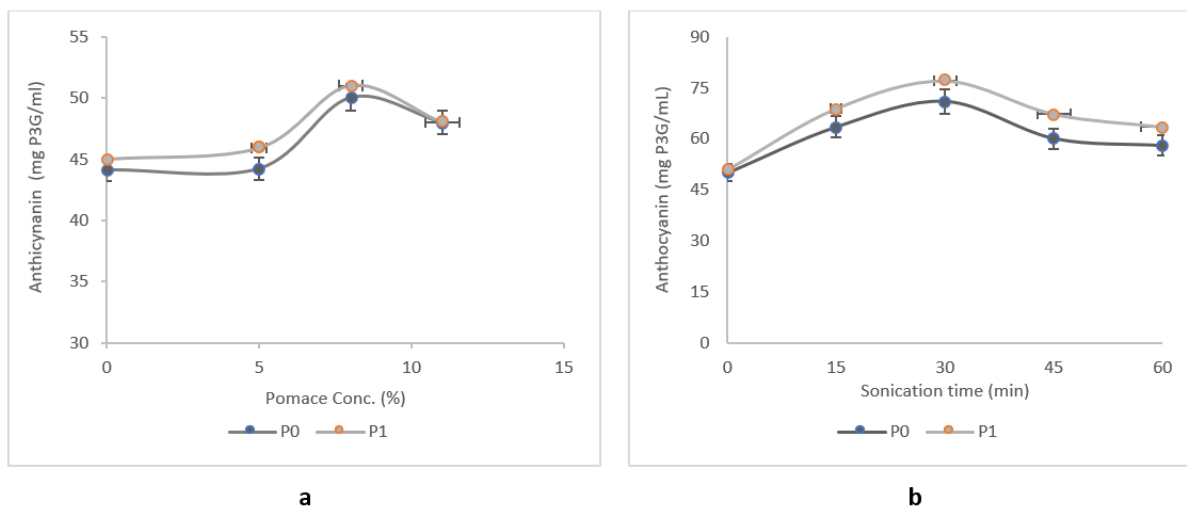 55
50
45
40
35
30
Anthicynanin (mg P3G/ml)
0 5 10 15
Pomace Conc. (%)
P0 P1
a
90
75
60
45
30
15
0
Anthocyanin (mg P3G/mL)
0 15 30 45 60
Sonication time (min)
P0 P1
b